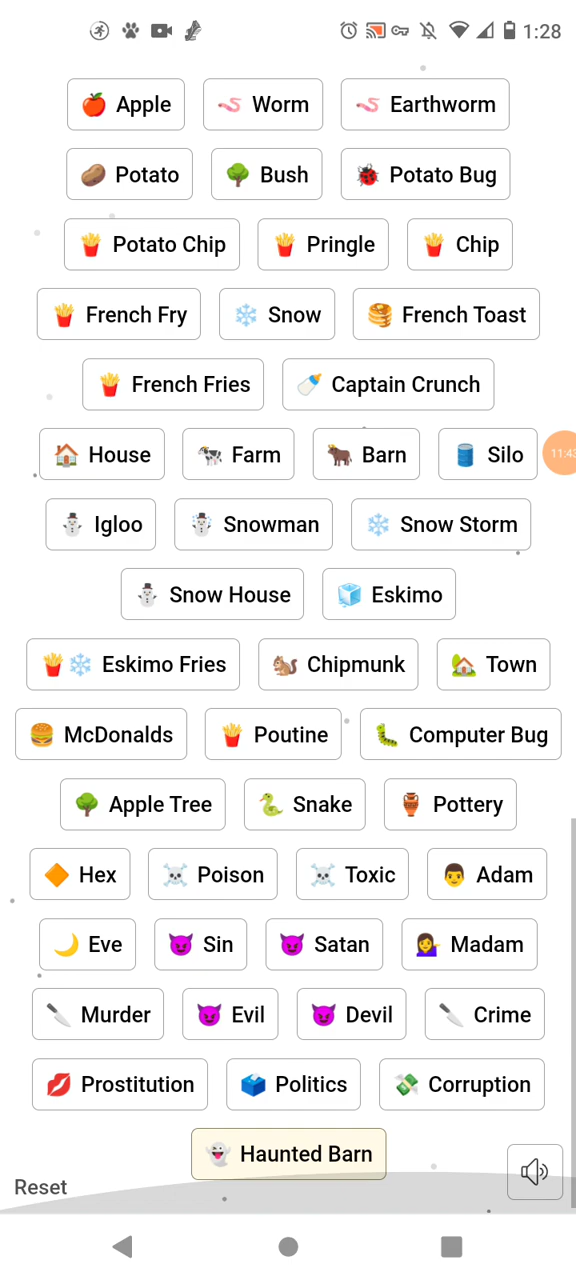 1:28
🍎 Apple 🪱 Worm 🪱 Earthworm
🥔 Potato 🌳 Bush 🐞 Potato Bug
🍟 Potato Chip 🍟 Pringle 🍟 Chip
🍟 French Fry ❄️ Snow 🥞 French Toast
🍟 French Fries 🍼 Captain Crunch
🏠 House 🐄 Farm 🐂 Barn 🛢️ Silo
11:43
⛄ Igloo ☃️ Snowman ❄️ Snow Storm
⛄ Snow House 🧊 Eskimo
🍟❄️ Eskimo Fries 🐿️ Chipmunk 🏡 Town
🍔 McDonalds 🍟 Poutine 🐛 Computer Bug
🌳 Apple Tree 🐍 Snake 🏺 Pottery
🔶 Hex ☠️ Poison ☠️ Toxic 👨 Adam
🌙 Eve 😈 Sin 😈 Satan 💁‍♀️ Madam
🔪 Murder 😈 Evil 😈 Devil 🔪 Crime
💋 Prostitution 🗳️ Politics 💸 Corruption
👻 Haunted Barn
Reset